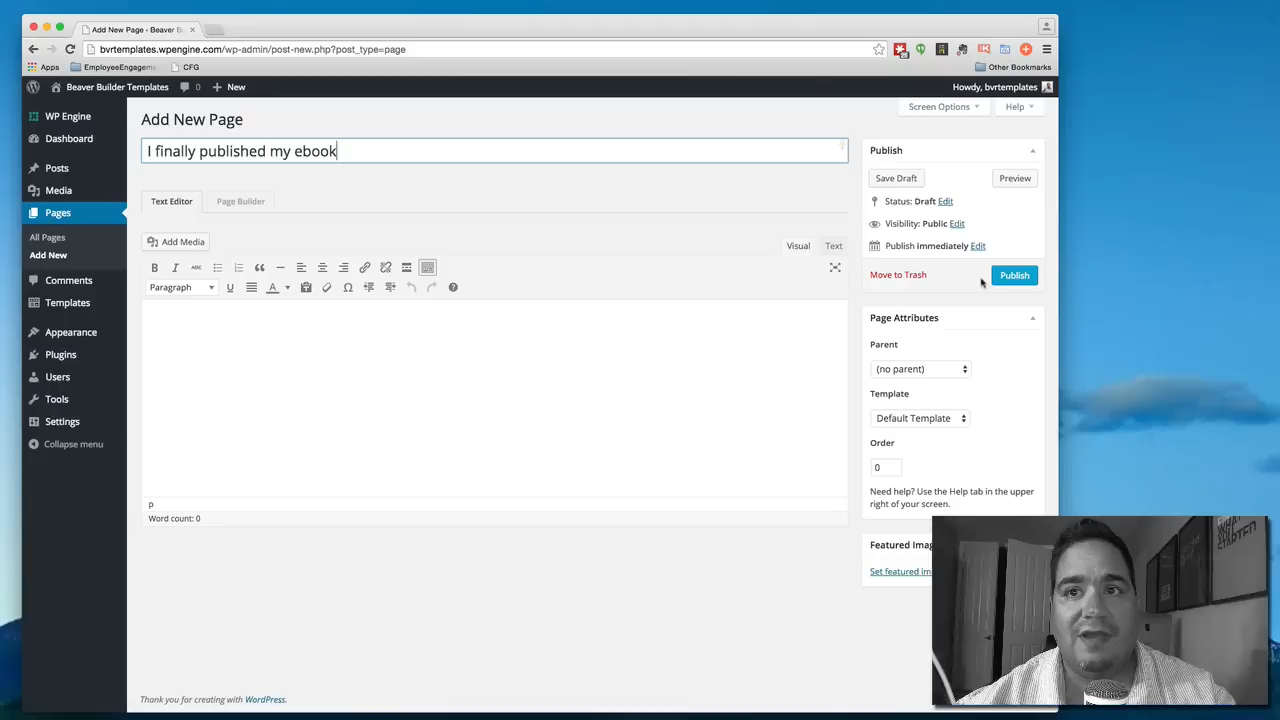 Add New Page - Beaver B
bvrtemplates.wpengine.com/wp-admin/post-new.php?post_type=page
Apps EmployeeEngagem CFG Other Bookmarks
Beaver Builder Templates 0 New Howdy, bvrtemplates
Screen Options Help
WP Engine
Dashboard
Posts
Media
Pages
All Pages
Add New
Comments
Templates
Appearance
Plugins
Users
Tools
Settings
Collapse menu
Add New Page
I finally published my ebook
Text Editor Page Builder
Add Media Visual Text
B I ABC
Paragraph U A
p
Word count: 0
Thank you for creating with WordPress.
Publish
Save Draft Preview
Status: Draft Edit
Visibility: Public Edit
Publish immediately Edit
Move to Trash Publish
Page Attributes
Parent
(no parent)
Template
Default Template
Order
0
Need help? Use the Help tab in the upper
right of your screen.
Featured Imag
Set featured im
STARTED